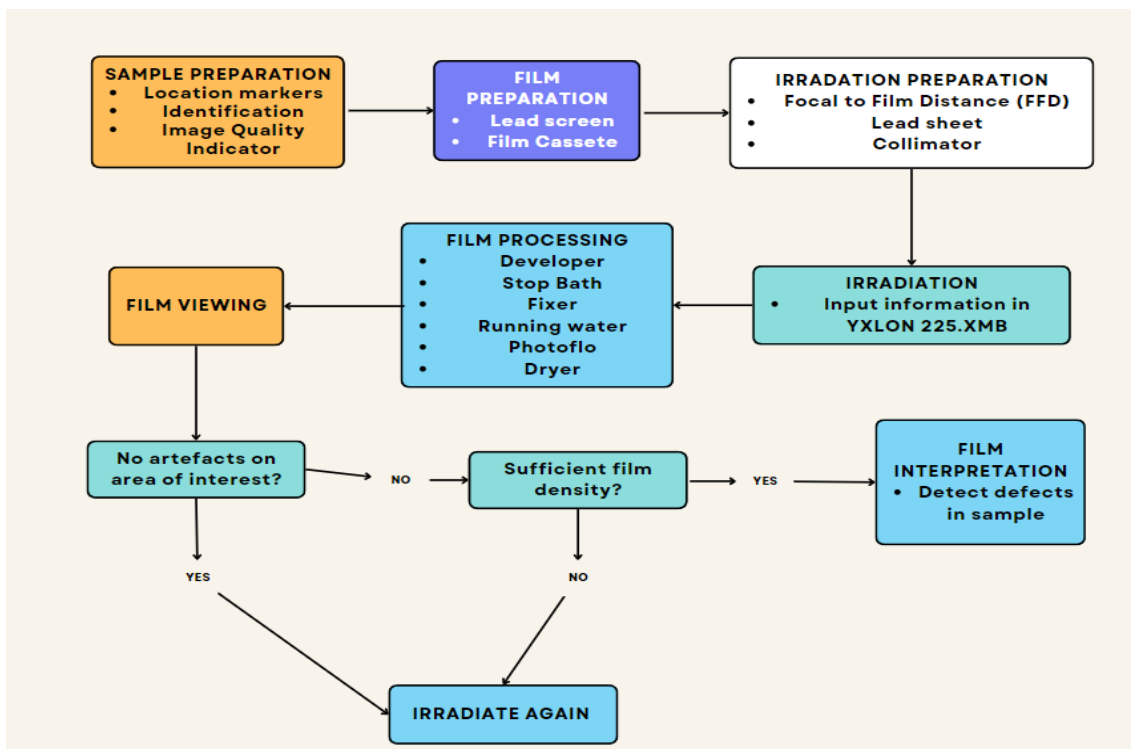 SAMPLE PREPARATION
• Location markers
• Identification
• Image Quality
Indicator
FILM
PREPARATION
• Lead screen
• Film Cassete
IRRADATION PREPARATION
• Focal to Film Distance (FFD)
• Lead sheet
• Collimator
IRRADIATION
• Input information in
YXLON 225.XMB
FILM PROCESSING
• Developer
• Stop Bath
• Fixer
• Running water
• Photoflo
• Dryer
FILM VIEWING
No artefacts on
area of interest?
NO
Sufficient film
density?
YES
FILM
INTERPRETATION
• Detect defects
in sample
YES
NO
IRRADIATE AGAIN